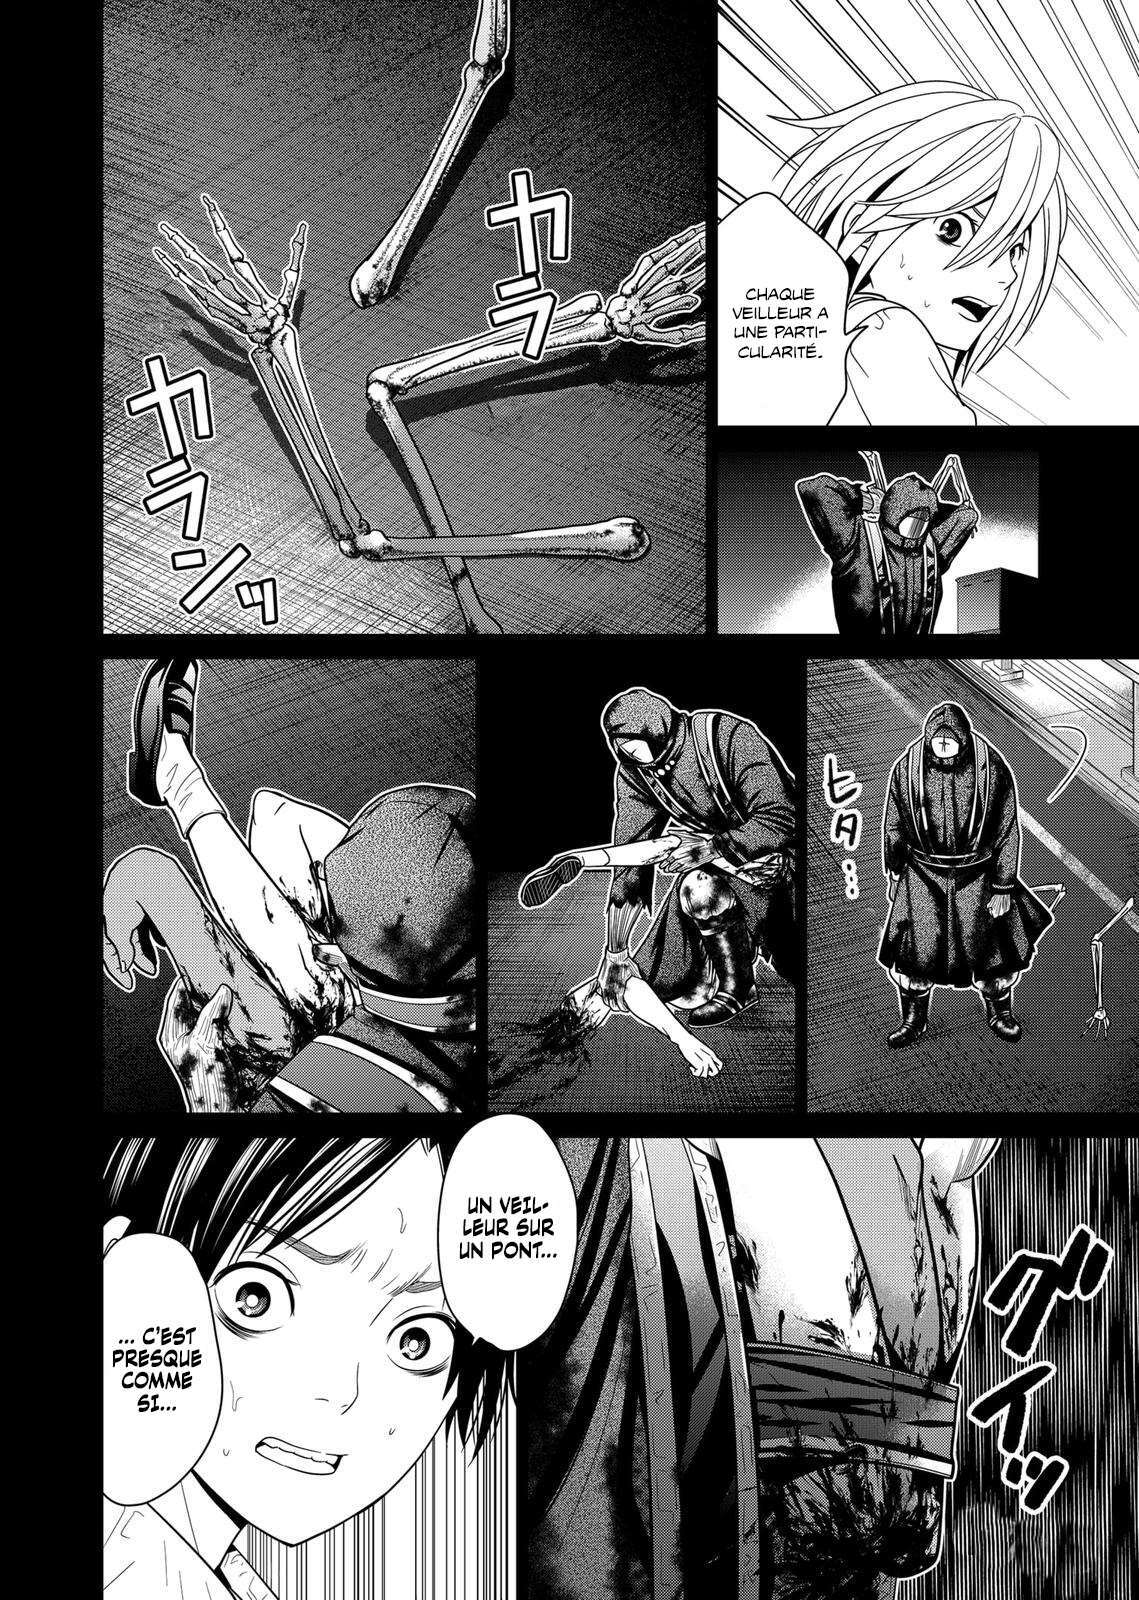 CHAQUE
VEILLEUR A
UNE PARTI-
CULARITÉ.
カラ
カランッ
ヒタ…
グイッ
UN VEIL-
LEUR SUR
UN PONT...
... C'EST
PRESQUE
COMME
SI...